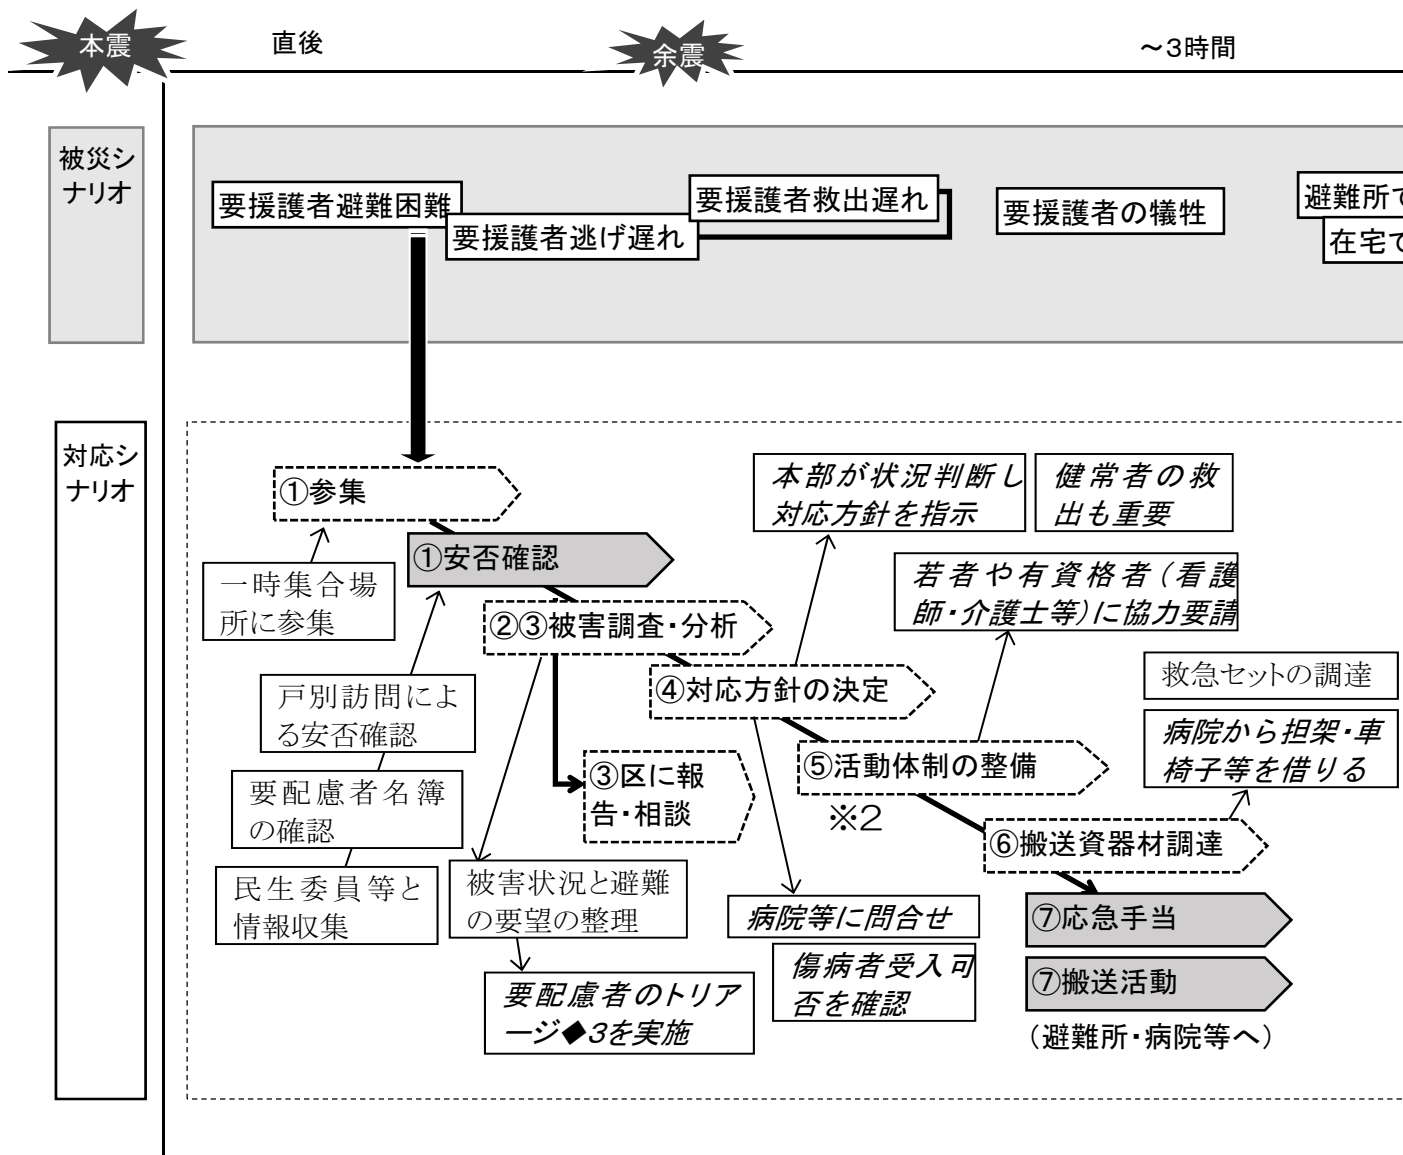 本震
直後
余震
～3時間
被災シ
ナリオ
要援護者避難困難
要援護者逃げ遅れ
要援護者救出遅れ
要援護者の犠牲
避難所で
在宅で
対応シ
ナリオ
①参集
一時集合場
所に参集
①安否確認
戸別訪問によ
る安否確認
要配慮者名簿
の確認
民生委員等と
情報収集
②③被害調査・分析
③区に報
告・相談
被害状況と避難
の要望の整理
要配慮者のトリア
ージ◆3を実施
本部が状況判断し
対応方針を指示
④対応方針の決定
病院等に問合せ
傷病者受入可
否を確認
健常者の救
出も重要
若者や有資格者（看護
師・介護士等）に協力要請
⑤活動体制の整備
※2
救急セットの調達
病院から担架・車
椅子等を借りる
⑥搬送資器材調達
⑦応急手当
⑦搬送活動
（避難所・病院等へ）